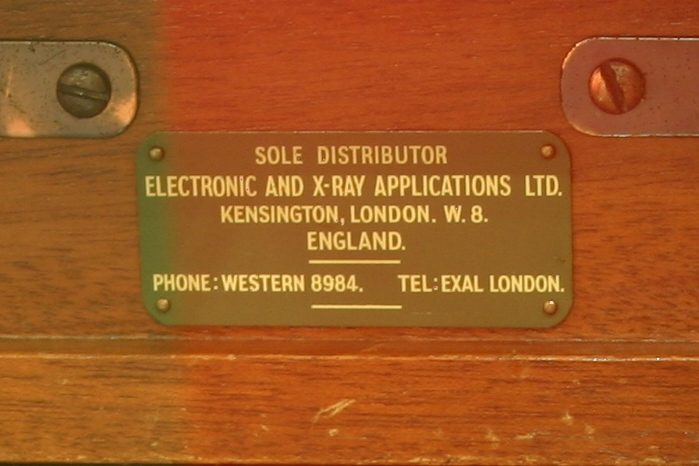 SOLE DISTRIBUTOR
ELECTRONIC AND X-RAY APPLICATIONS LTD.
KENSINGTON, LONDON. W. 8.
ENGLAND.
PHONE: WESTERN 8984. TEL: EXAL LONDON.